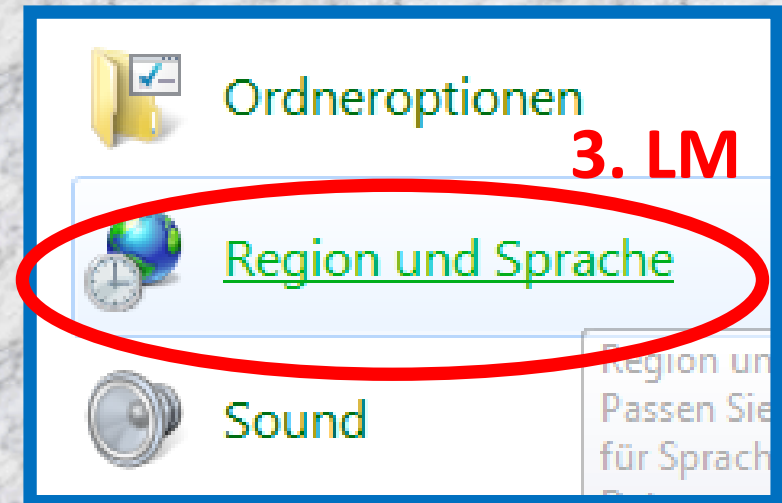 Ordneroptionen
3. LM
Region und Sprache
Sound
Region un
Passen Sie
für Sprach